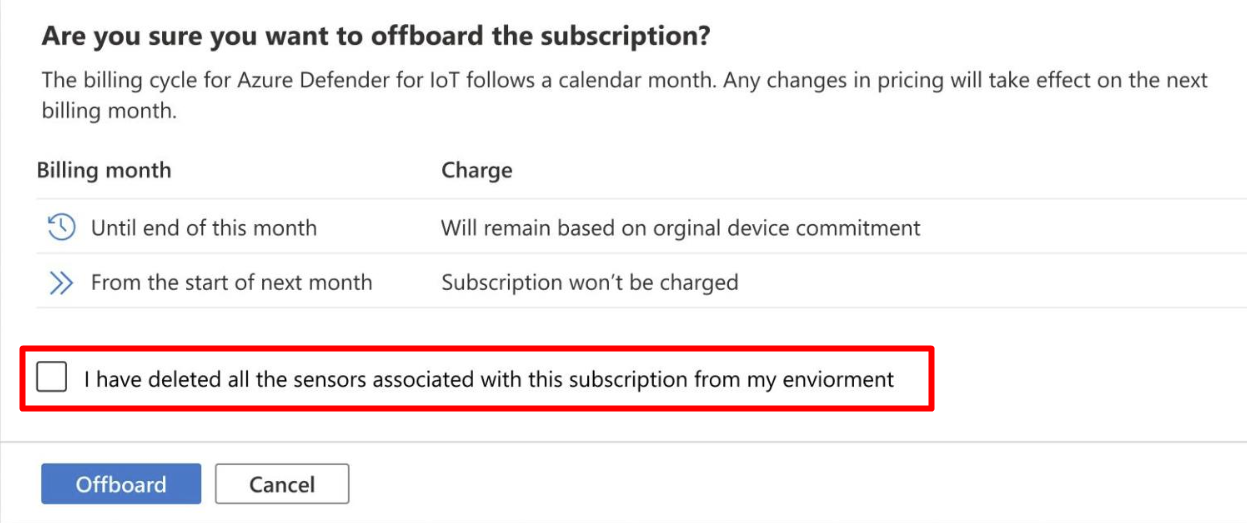 Are you sure you want to offboard the subscription?
The billing cycle for Azure Defender for IoT follows a calendar month. Any changes in pricing will take effect on the next
billing month.
Billing month Charge
Until end of this month Will remain based on orginal device commitment
From the start of next month Subscription won't be charged
I have deleted all the sensors associated with this subscription from my enviorment
Offboard Cancel